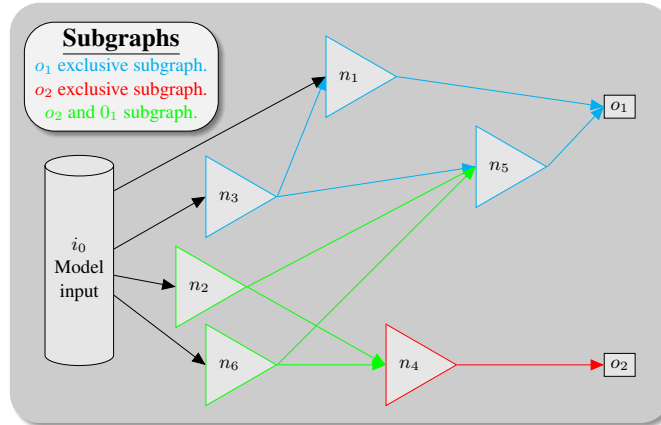 Subgraphs
o₁ exclusive subgraph.
o₂ exclusive subgraph.
o₂ and 0₁ subgraph.
n₁
o₁
n₅
n₃
i₀
Model
input
n₂
n₆
n₄
o₂